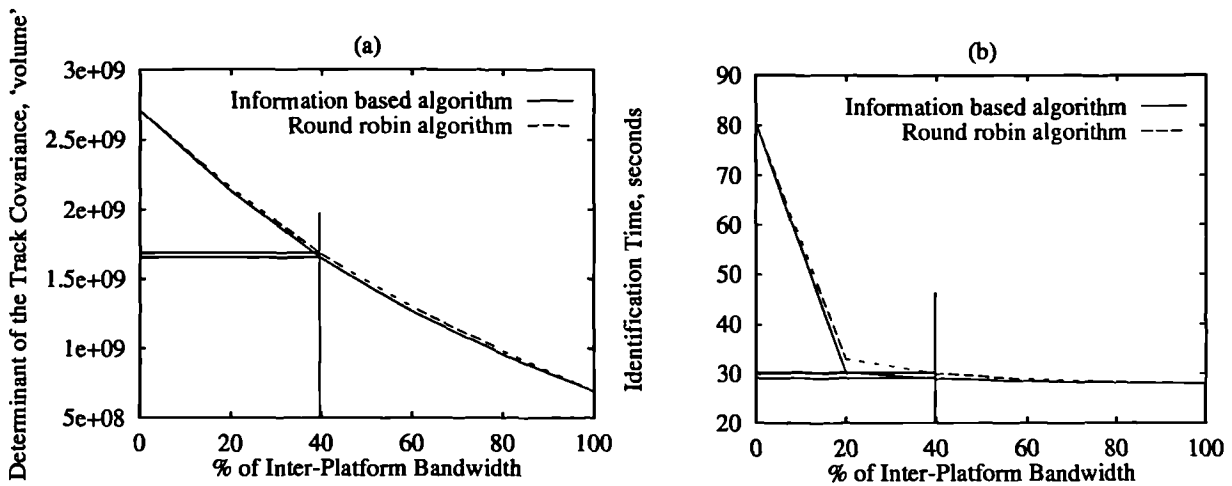 (a)
Determinant of the Track Covariance, 'volume'
3e+09
2.5e+09
2e+09
1.5e+09
1e+09
5e+08
Information based algorithm
Round robin algorithm
0 20 40 60 80 100
% of Inter-Platform Bandwidth
(b)
Identification Time, seconds
90
80
70
60
50
40
30
20
Information based algorithm
Round robin algorithm
0 20 40 60 80 100
% of Inter-Platform Bandwidth